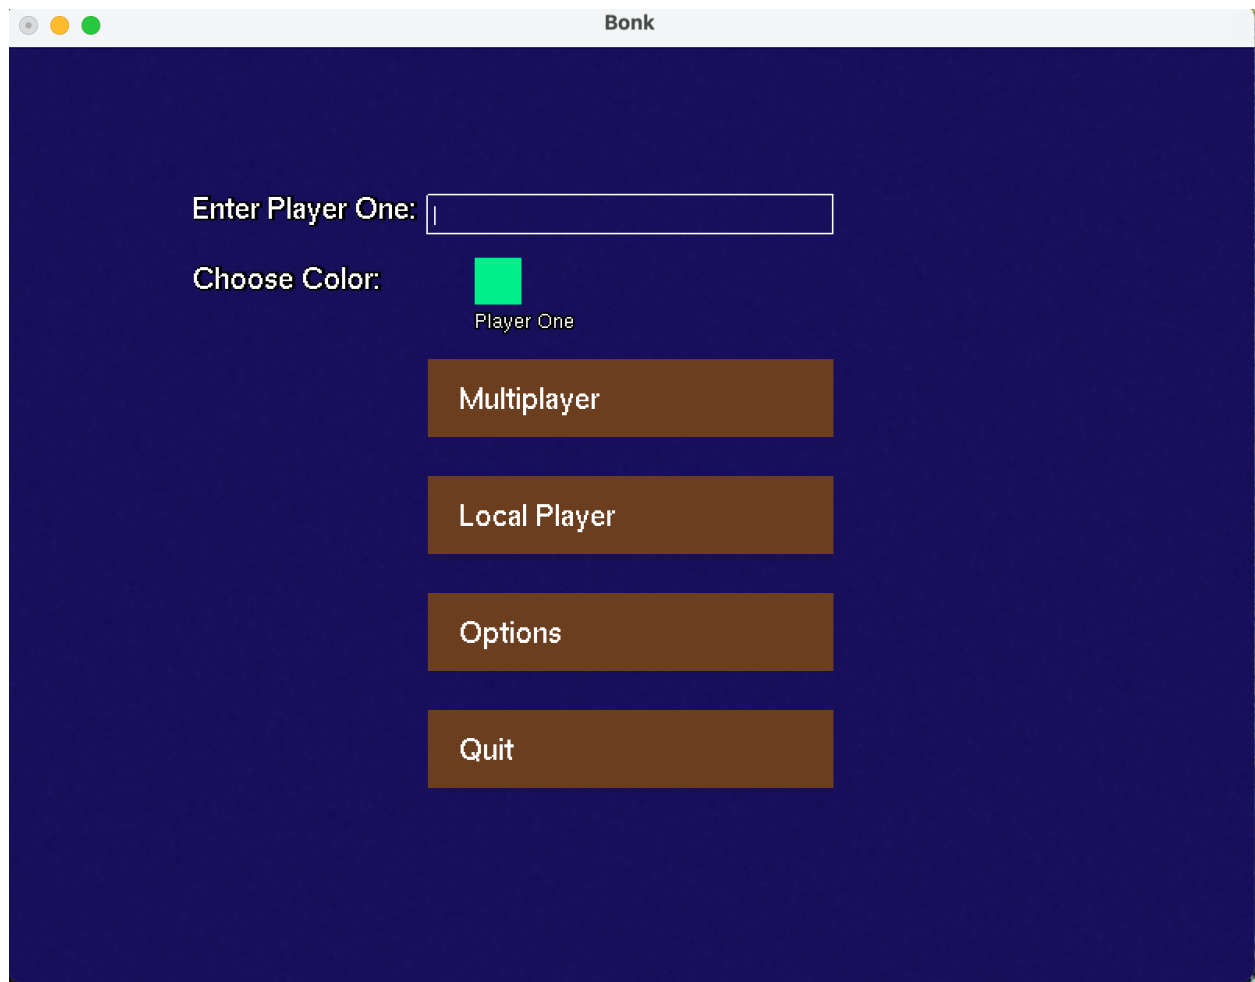 Bonk
Enter Player One:
Choose Color:
Player One
Multiplayer
Local Player
Options
Quit